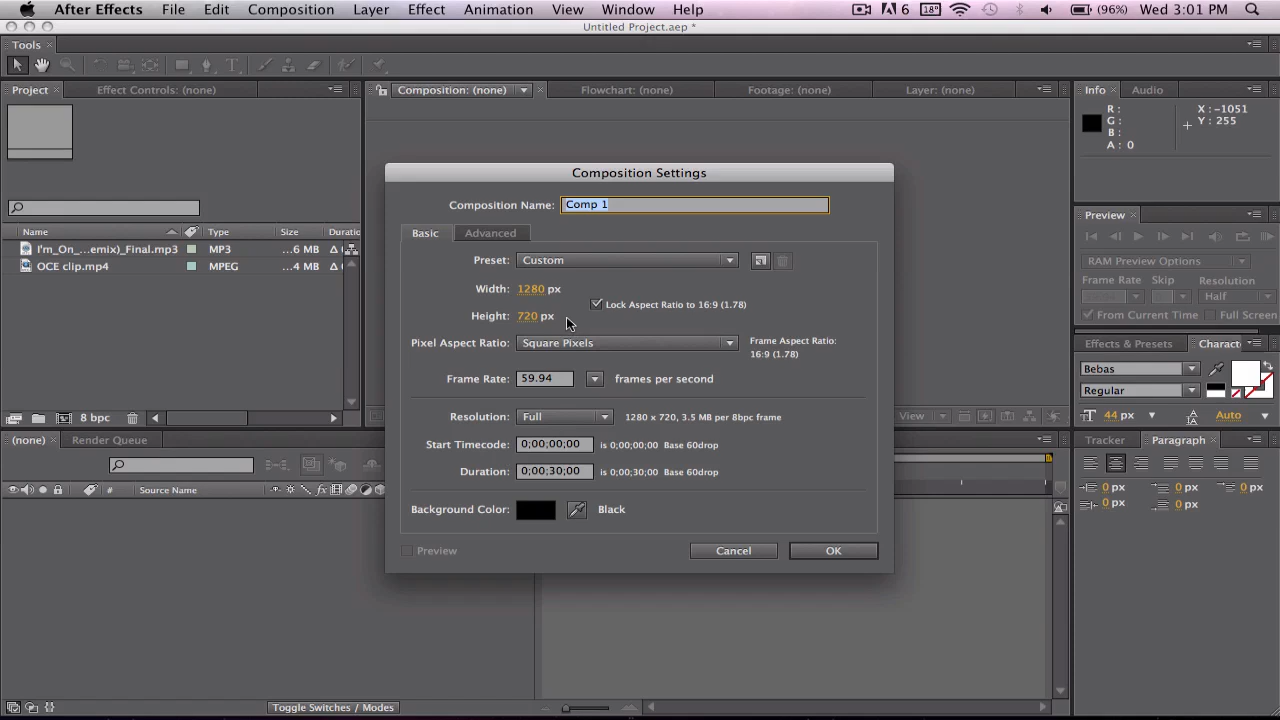 After Effects File Edit Composition Layer Effect Animation View Window Help 6 18° (96%) Wed 3:01 PM
Untitled Project.aep *
Tools
Project Effect Controls: (none) Composition: (none) Flowchart: (none) Footage: (none) Layer: (none) Info Audio
R: X: -1051
G: Y: 255
B:
A: 0
Composition Settings
Composition Name: Comp 1
Basic Advanced
Preset: Custom
Width: 1280 px
Lock Aspect Ratio to 16:9 (1.78)
Height: 720 px
Pixel Aspect Ratio: Square Pixels
Frame Aspect Ratio:
16:9 (1.78)
Frame Rate: 59.94 frames per second
Resolution: Full 1280 x 720, 3.5 MB per 8bpc frame
Start Timecode: 0;00;00;00 is 0;00;00;00 Base 60drop
Duration: 0;00;30;00 is 0;00;30;00 Base 60drop
Background Color: Black
Preview Cancel OK
Name Type Size Duratio
I'm_On_...emix)_Final.mp3 MP3 ...6 MB
OCE clip.mp4 MPEG ...4 MB
8 bpc
Preview
RAM Preview Options
Frame Rate Skip Resolution
Half
From Current Time Full Screen
Effects & Presets Charact
Bebas
Regular
44 px Auto
View
(none) Render Queue
# Source Name
Tracker Paragraph
0 px 0 px 0 px
0 px 0 px
Toggle Switches / Modes